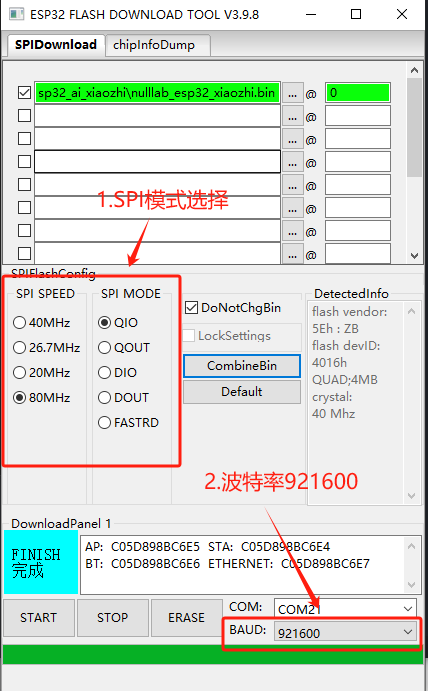 ESP32 FLASH DOWNLOAD TOOL V3.9.8
SPIDownload chipInfoDump
sp32_ai_xiaozhi\nulllab_esp32_xiaozhi.bin ... @ 0
... @
... @
... @
... @
... @
... @
... @
1.SPI模式选择
SPIFlashConfig
SPI SPEED
40MHz
26.7MHz
20MHz
80MHz
SPI MODE
QIO
QOUT
DIO
DOUT
FASTRD
DoNotChgBin
LockSettings
CombineBin
Default
DetectedInfo
flash vendor:
5Eh : ZB
flash devID:
4016h
QUAD;4MB
crystal:
40 Mhz
2.波特率921600
DownloadPanel 1
FINISH
完成
AP: C05D898BC6E5 STA: C05D898BC6E4
BT: C05D898BC6E6 ETHERNET: C05D898BC6E7
START STOP ERASE
COM: COM21
BAUD: 921600